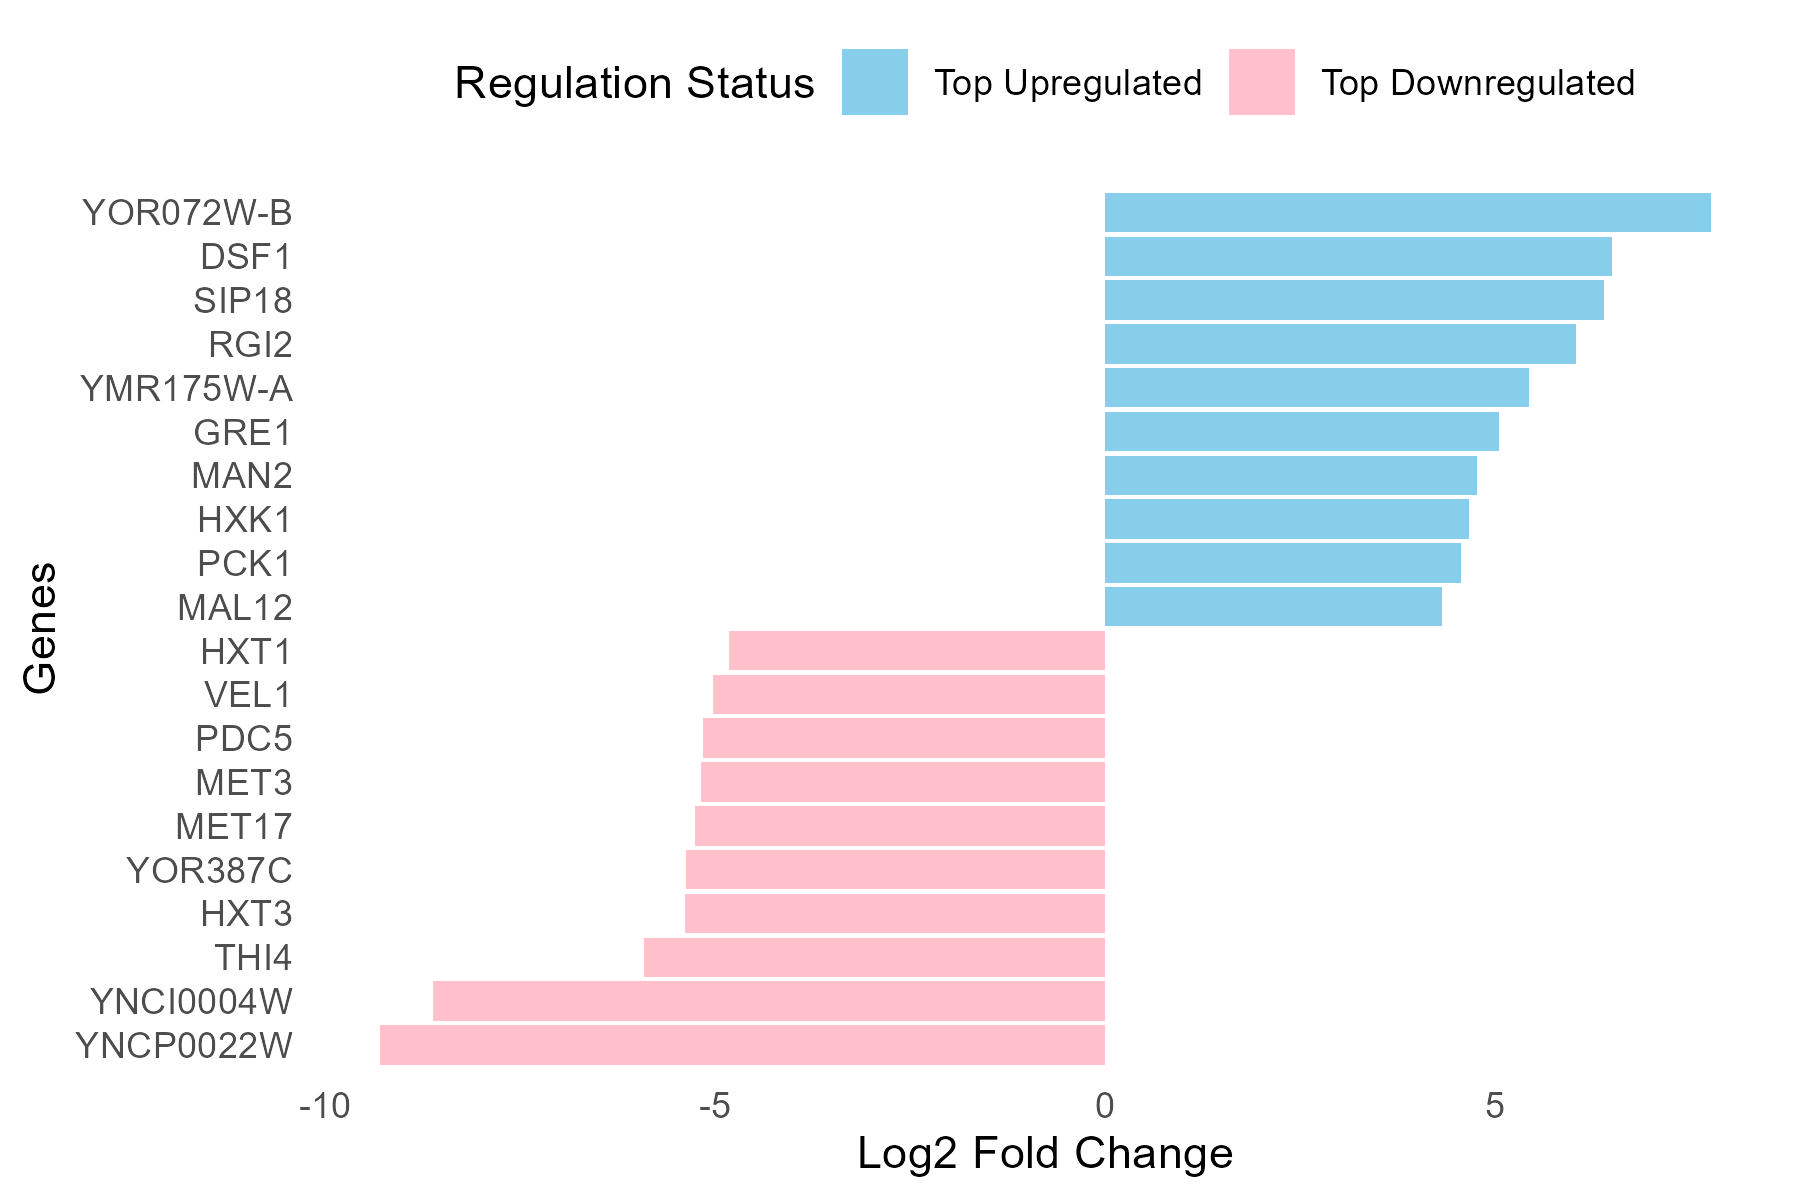 Regulation Status Top Upregulated Top Downregulated
YOR072W-B
DSF1
SIP18
RGI2
YMR175W-A
GRE1
MAN2
HXK1
PCK1
MAL12
HXT1
VEL1
PDC5
MET3
MET17
YOR387C
HXT3
THI4
YNCI0004W
YNCP0022W
Genes
-10 -5 0 5
Log2 Fold Change